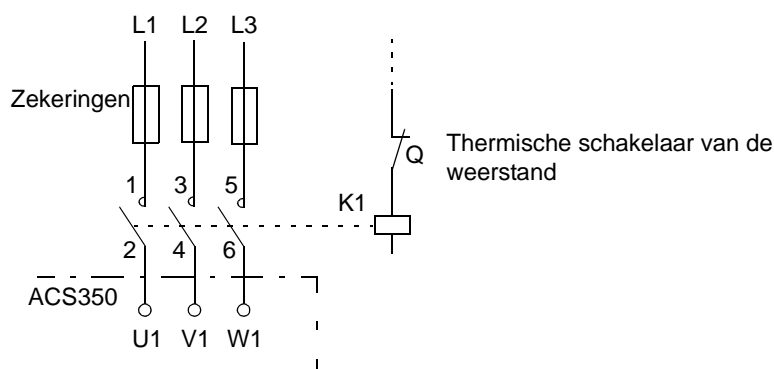 L1 L2 L3
Zekeringen
Thermische schakelaar van de
weerstand
Q
1 3 5
K1
2 4 6
ACS350
U1 V1 W1